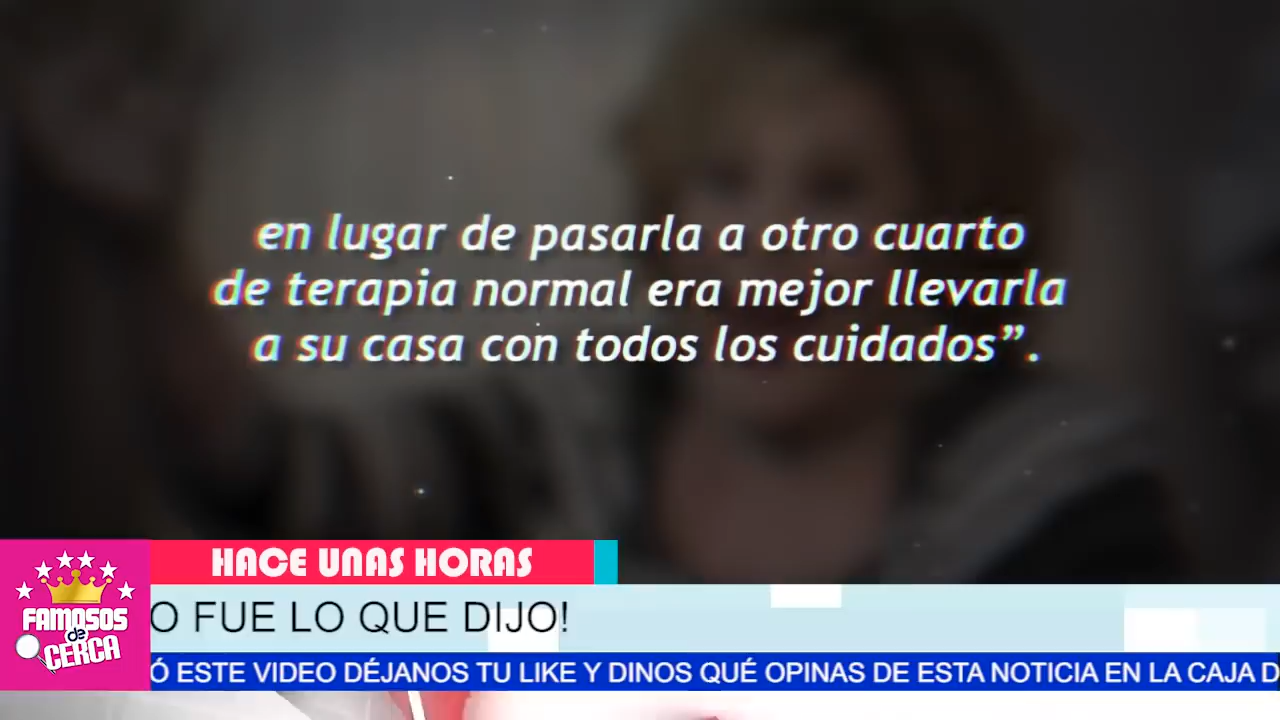 en lugar de pasarla a otro cuarto
de terapia normal era mejor llevarla
a su casa con todos los cuidados”.
HACE UNAS HORAS
FAMOSOS
de
CERCA
O FUE LO QUE DIJO!
Ó ESTE VIDEO DÉJANOS TU LIKE Y DINOS QUÉ OPINAS DE ESTA NOTICIA EN LA CAJA D